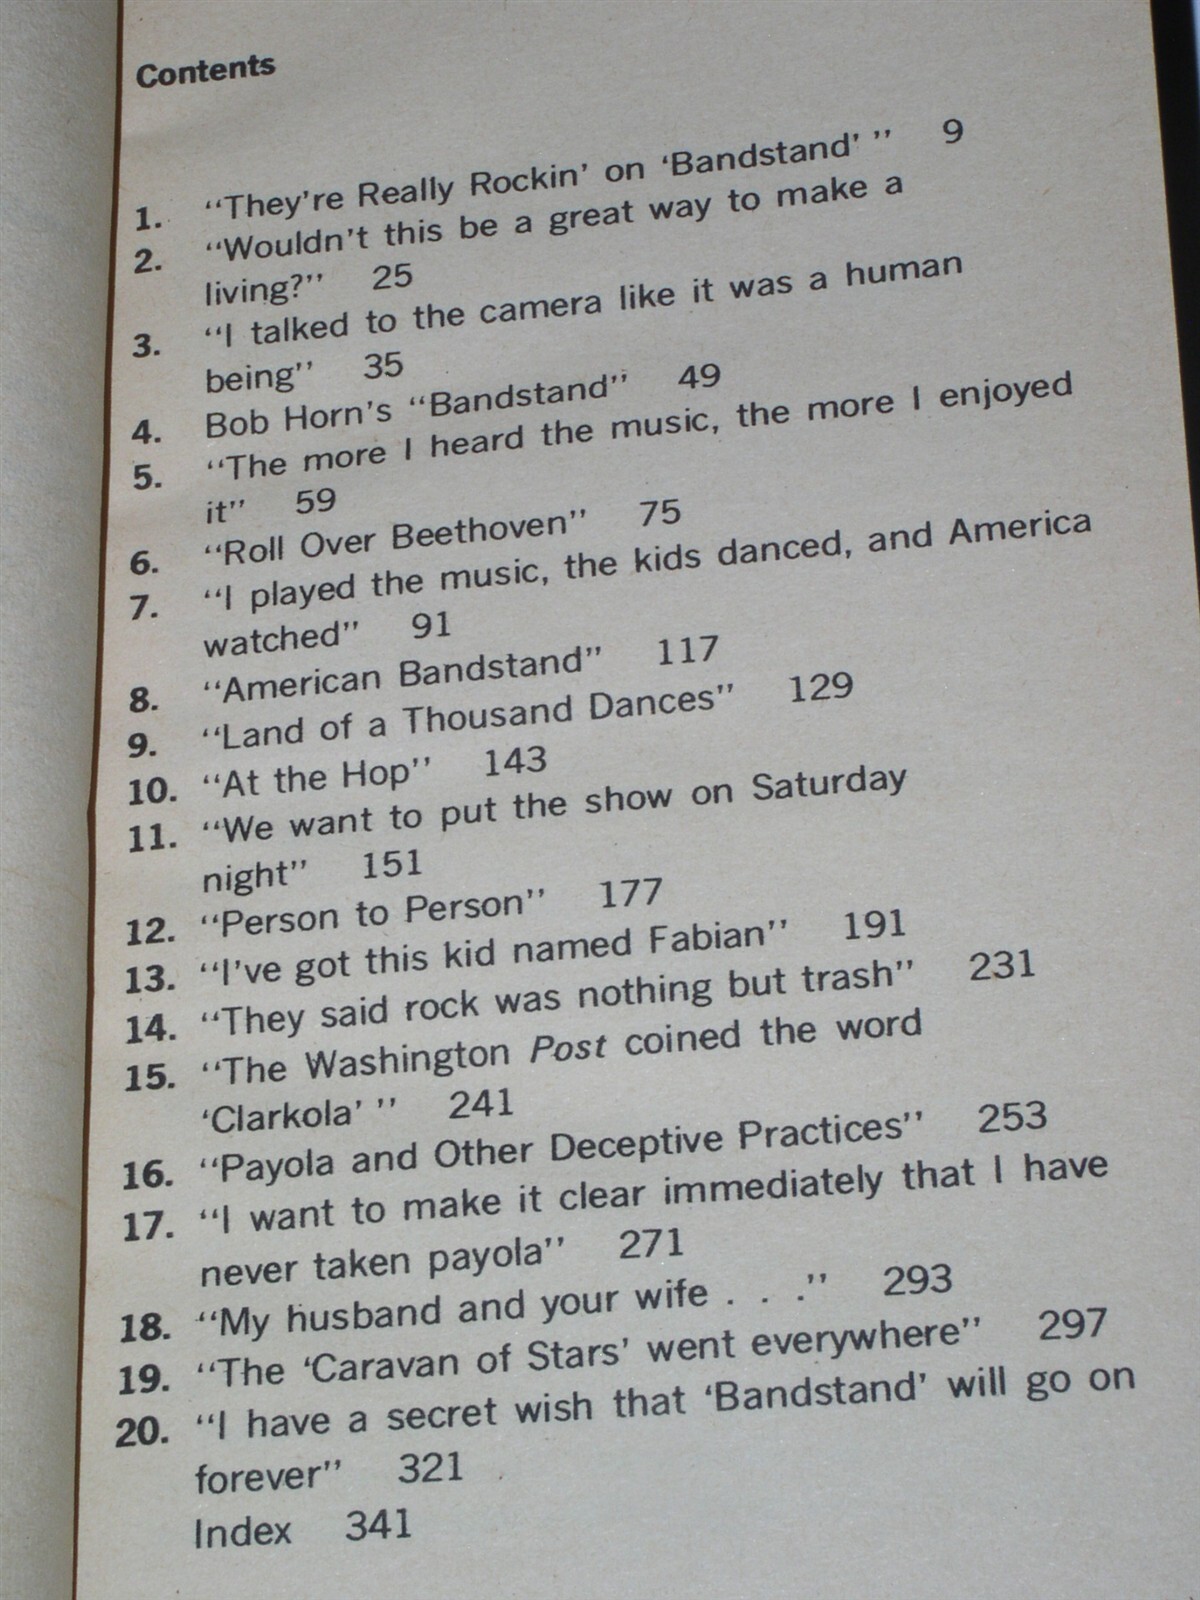 Contents
1. “They’re Really Rockin’ on ‘Bandstand’ ” 9
2. “Wouldn’t this be a great way to make a
living?” 25
3. “I talked to the camera like it was a human
being” 35
4. Bob Horn’s “Bandstand” 49
5. “The more I heard the music, the more I enjoyed
it” 59
6. “Roll Over Beethoven” 75
7. “I played the music, the kids danced, and America
watched” 91
8. “American Bandstand” 117
9. “Land of a Thousand Dances” 129
10. “At the Hop” 143
11. “We want to put the show on Saturday
night” 151
12. “Person to Person” 177
13. “I’ve got this kid named Fabian” 191
14. “They said rock was nothing but trash” 231
15. “The Washington Post coined the word
‘Clarkola’ ” 241
16. “Payola and Other Deceptive Practices” 253
17. “I want to make it clear immediately that I have
never taken payola” 271
18. “My husband and your wife . . .” 293
19. “The ‘Caravan of Stars’ went everywhere” 297
20. “I have a secret wish that ‘Bandstand’ will go on
forever” 321
Index 341